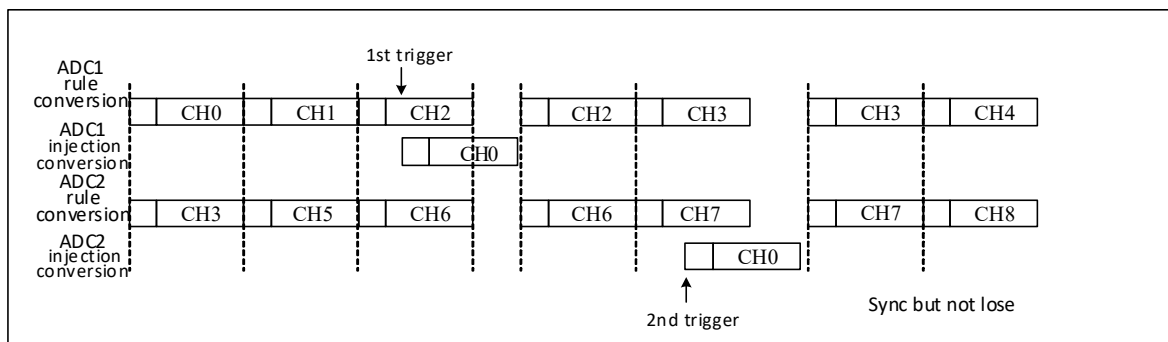 1st trigger
ADC1
rule
conversion
CH0 CH1 CH2 CH2 CH3 CH3 CH4
ADC1
injection
conversion
CH0
ADC2
rule
conversion
CH3 CH5 CH6 CH6 CH7 CH7 CH8
ADC2
injection
conversion
CH0
2nd trigger
Sync but not lose